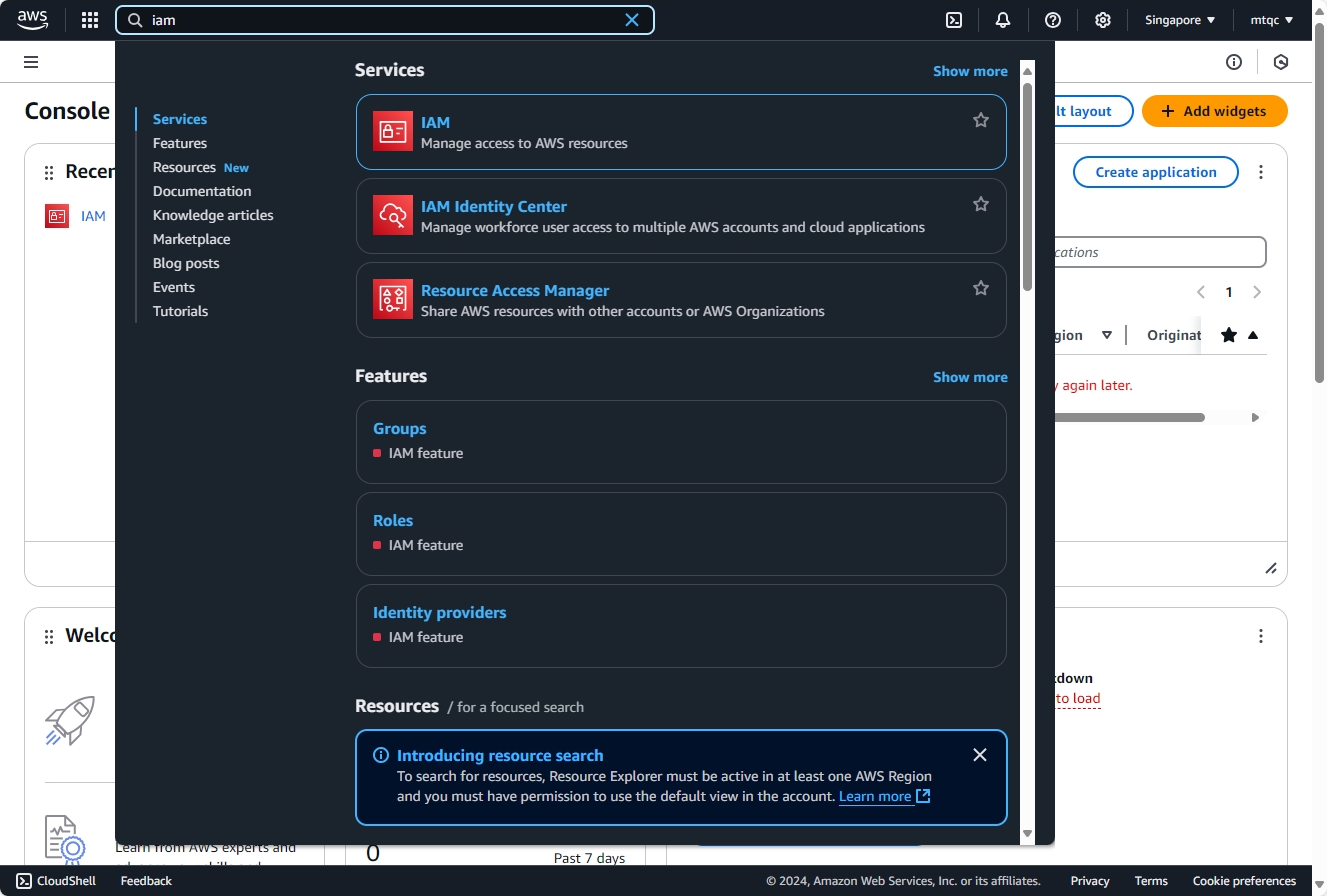 aws
iam
Singapore ▼
mtqc ▼
Console
lt layout
+ Add widgets
Services
Features
Resources New
Documentation
Knowledge articles
Marketplace
Blog posts
Events
Tutorials
Services
Show more
IAM
Manage access to AWS resources
IAM Identity Center
Manage workforce user access to multiple AWS accounts and cloud applications
Resource Access Manager
Share AWS resources with other accounts or AWS Organizations
Features
Show more
Groups
IAM feature
Roles
IAM feature
Identity providers
IAM feature
Resources / for a focused search
Introducing resource search
To search for resources, Resource Explorer must be active in at least one AWS Region
and you must have permission to use the default view in the account. Learn more
Recer
IAM
Create application
cations
1
gion
Originat
y again later.
Welco
down
to load
Learn from AWS experts and
0
Past 7 days
CloudShell
Feedback
© 2024, Amazon Web Services, Inc. or its affiliates.
Privacy
Terms
Cookie preferences